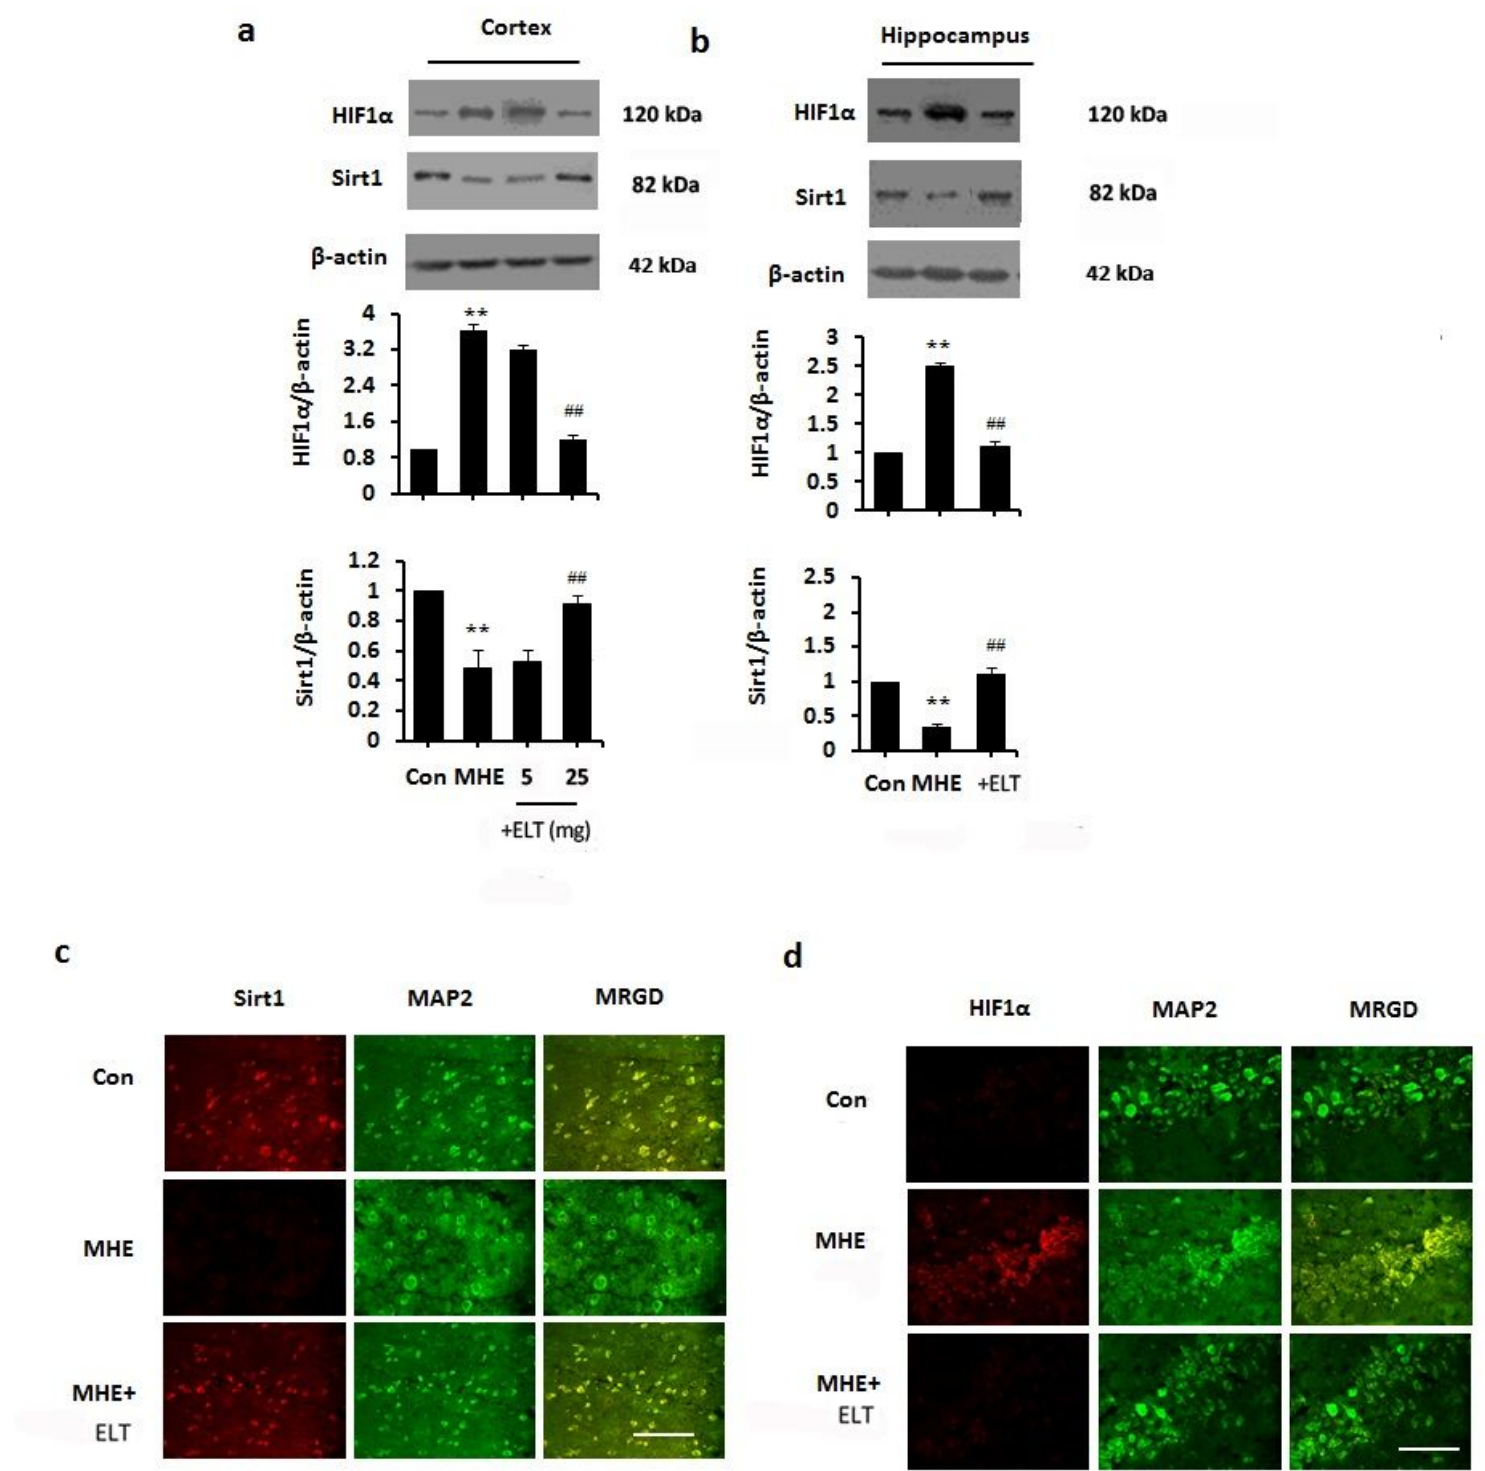 a
Cortex
HIF1α
120 kDa
Sirt1
82 kDa
β-actin
42 kDa
HIF1α/β-actin
4
3.2
2.4
1.6
0.8
0
**
##
Sirt1/β-actin
1.2
1
0.8
0.6
0.4
0.2
0
**
##
Con MHE 5 25
+ELT (mg)
b
Hippocampus
HIF1α
120 kDa
Sirt1
82 kDa
β-actin
42 kDa
HIF1α/β-actin
3
2.5
2
1.5
1
0.5
0
**
##
Sirt1/β-actin
2.5
2
1.5
1
0.5
0
**
##
Con MHE +ELT
c
Sirt1 MAP2 MRGD
Con
MHE
MHE+
ELT
d
HIF1α MAP2 MRGD
Con
MHE
MHE+
ELT